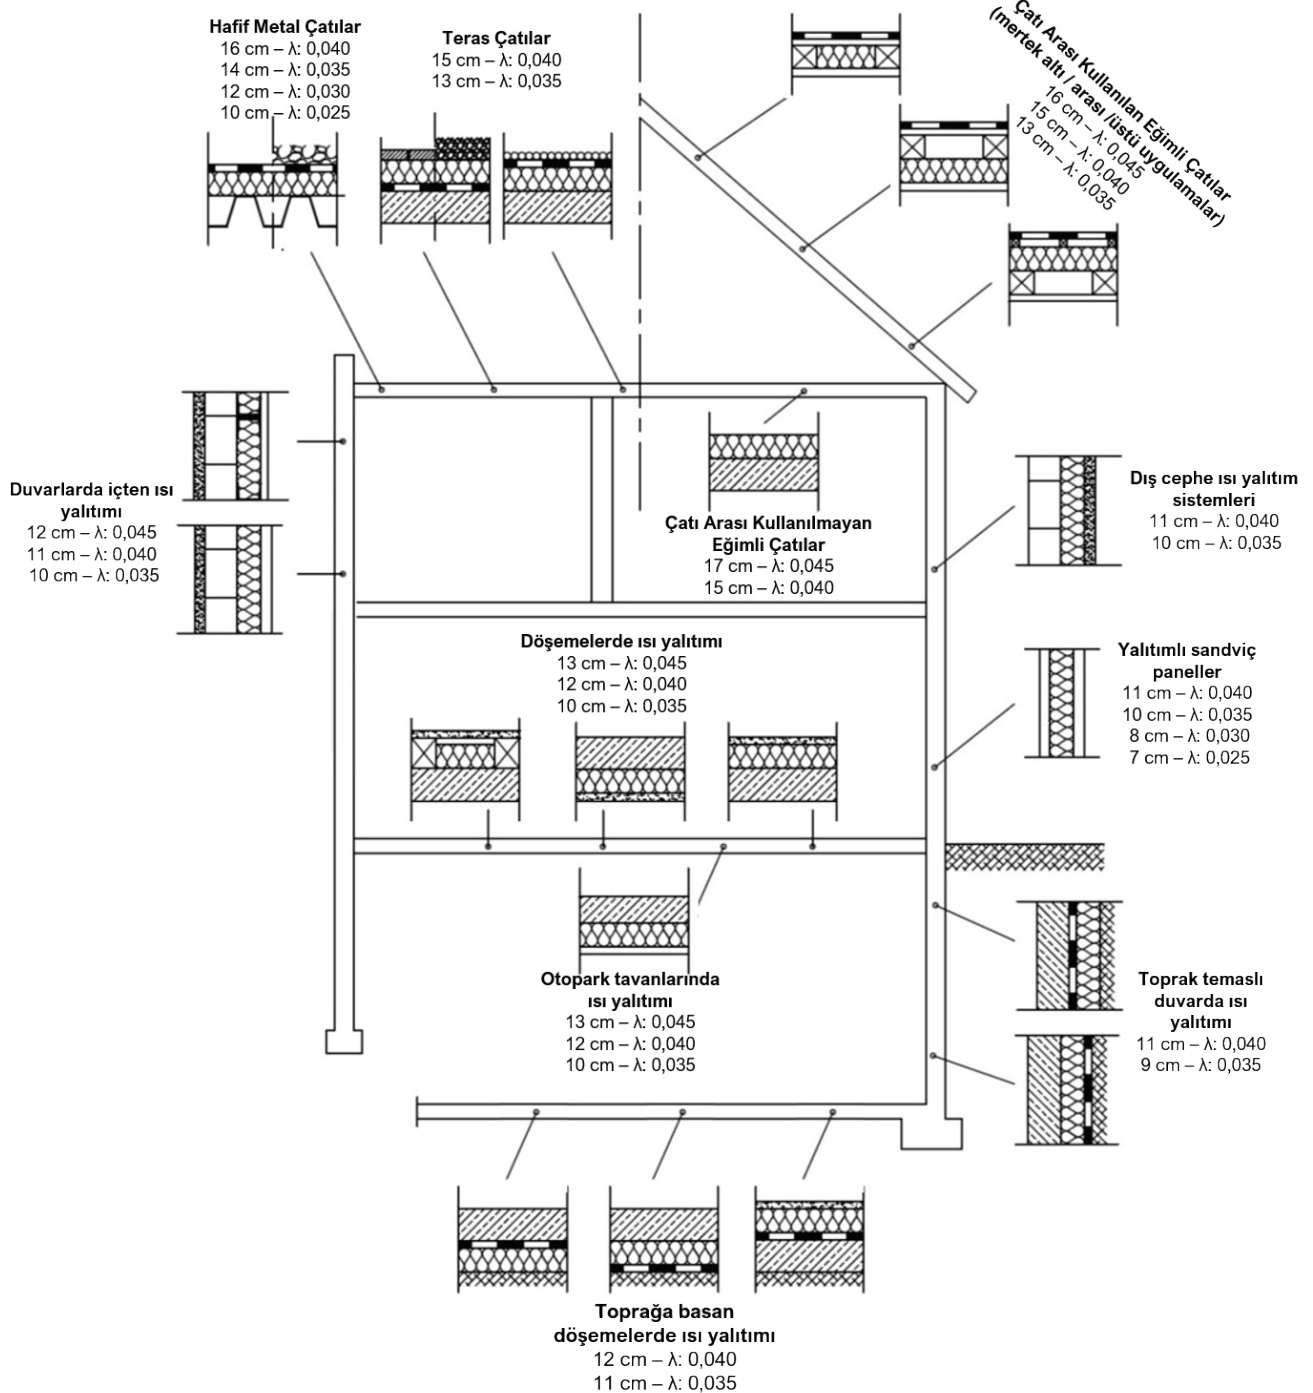 Hafif Metal Çatılar
16 cm – λ: 0,040
14 cm – λ: 0,035
12 cm – λ: 0,030
10 cm – λ: 0,025
Teras Çatılar
15 cm – λ: 0,040
13 cm – λ: 0,035
Çatı Arası Kullanılan Eğimli Çatılar
(mertek altı / arası /üstü uygulamalar)
16 cm – λ: 0,045
15 cm – λ: 0,040
13 cm – λ: 0,035
Duvarlarda içten ısı
yalıtımı
12 cm – λ: 0,045
11 cm – λ: 0,040
10 cm – λ: 0,035
Çatı Arası Kullanılmayan
Eğimli Çatılar
17 cm – λ: 0,045
15 cm – λ: 0,040
Dış cephe ısı yalıtım
sistemleri
11 cm – λ: 0,040
10 cm – λ: 0,035
Döşemelerde ısı yalıtımı
13 cm – λ: 0,045
12 cm – λ: 0,040
10 cm – λ: 0,035
Yalıtımlı sandviç
paneller
11 cm – λ: 0,040
10 cm – λ: 0,035
8 cm – λ: 0,030
7 cm – λ: 0,025
Otopark tavanlarında
ısı yalıtımı
13 cm – λ: 0,045
12 cm – λ: 0,040
10 cm – λ: 0,035
Toprak temaslı
duvarda ısı
yalıtımı
11 cm – λ: 0,040
9 cm – λ: 0,035
Toprağa basan
döşemelerde ısı yalıtımı
12 cm – λ: 0,040
11 cm – λ: 0,035